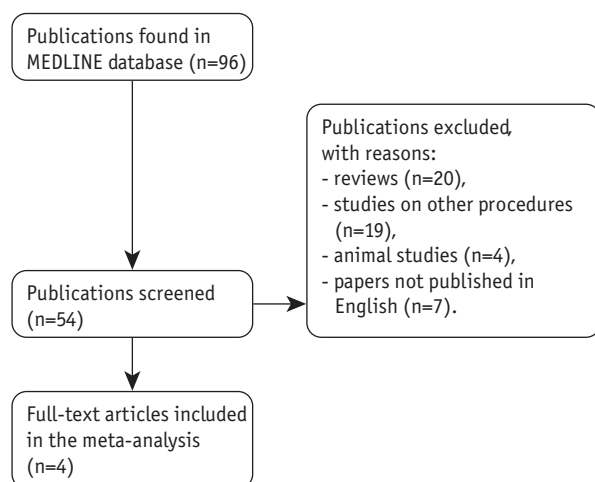 Publications found in
MEDLINE database (n=96)
Publications excluded,
with reasons:
- reviews (n=20),
- studies on other procedures
(n=19),
- animal studies (n=4),
- papers not published in
English (n=7).
Publications screened
(n=54)
Full-text articles included
in the meta-analysis
(n=4)